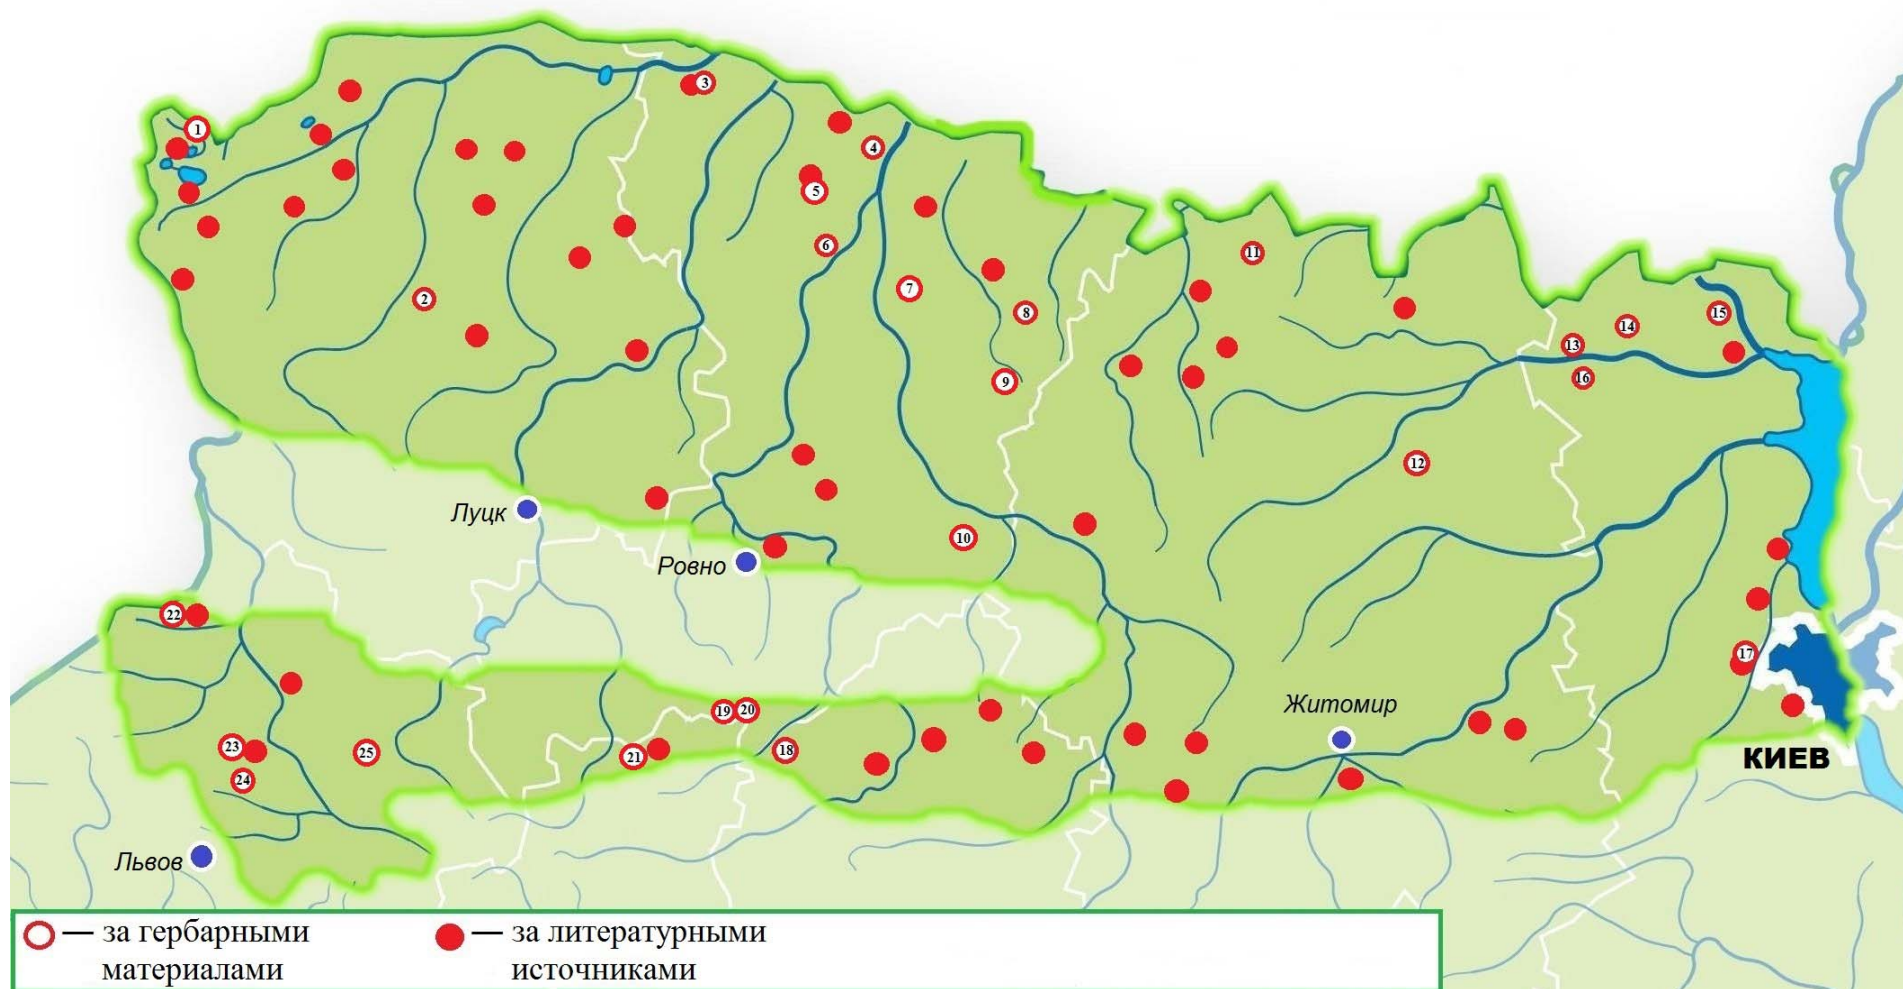 3
1
4
5
6
11
7
2
8
15
14
13
16
9
12
Луцк
10
Ровно
22
17
Житомир
19 20
23
25
21
18
КИЕВ
24
Львов
— за гербарными
материалами
— за литературными
источниками